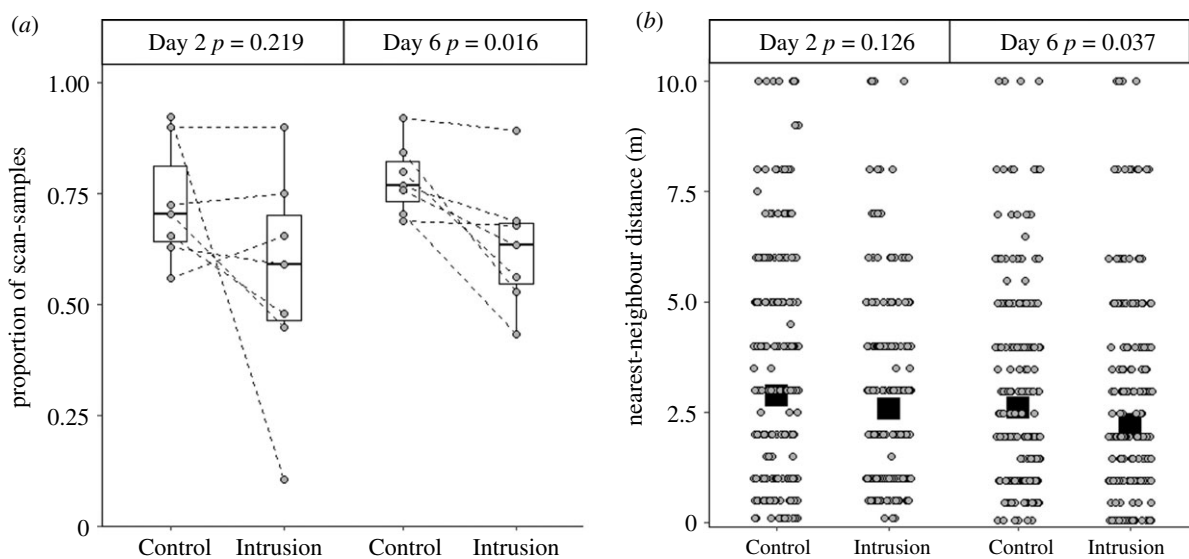 (a)
Day 2 p = 0.219 Day 6 p = 0.016
proportion of scan-samples
1.00
0.75
0.50
0.25
0
Control Intrusion Control Intrusion
(b)
Day 2 p = 0.126 Day 6 p = 0.037
nearest-neighbour distance (m)
10.0
7.5
5.0
2.5
0
Control Intrusion Control Intrusion